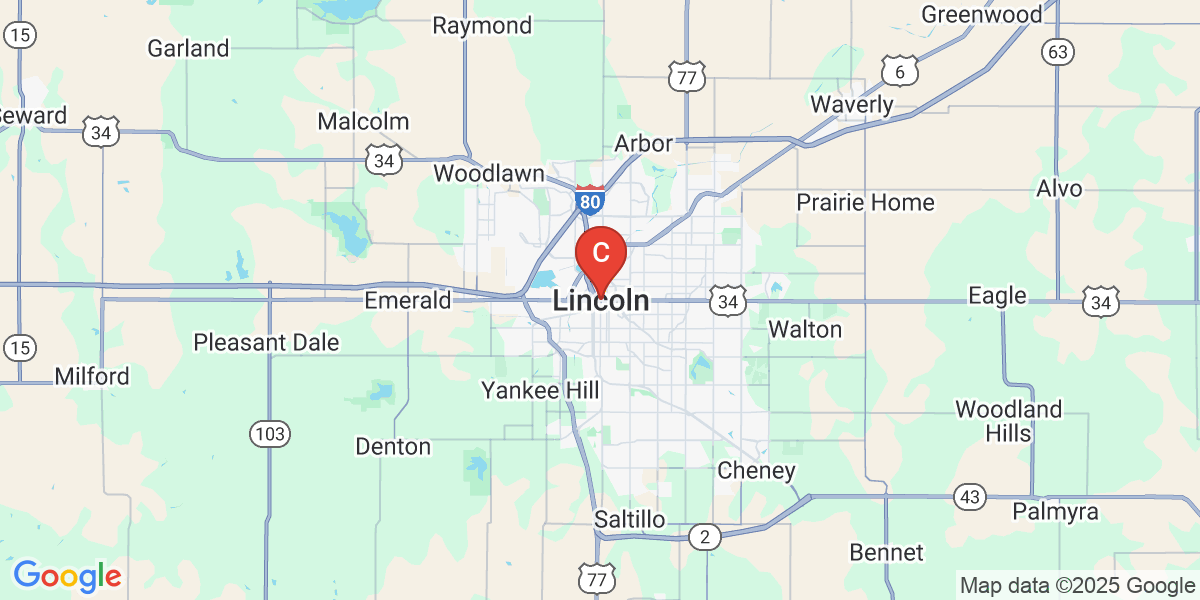 Greenwood
Raymond
15
Garland
63
6
77
Seward
Waverly
34
Malcolm
34
Arbor
Woodlawn
Alvo
80
Prairie Home
C
Lincoln
Emerald
34
Eagle
34
Walton
Pleasant Dale
15
Milford
Yankee Hill
Woodland
Hills
103
Denton
Cheney
43
Palmyra
Saltillo
2
Bennet
77
Google
Map data ©2025 Google